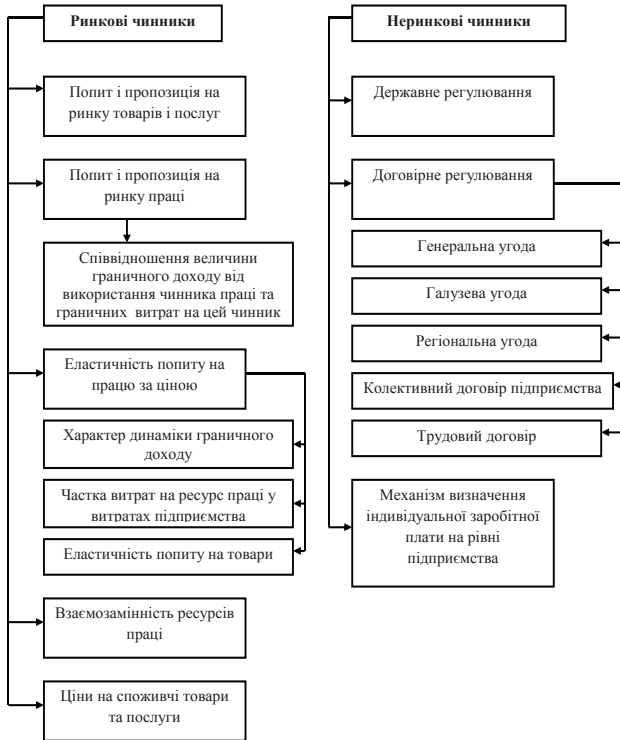 Ринкові чинники
Попит і пропозиція на
ринку товарів і послуг
Попит і пропозиція на
ринку праці
Співвідношення величини
граничного доходу від
використання чинника праці та
граничних витрат на цей чинник
Еластичність попиту на
працю за ціною
Характер динаміки граничного
доходу
Частка витрат на ресурс праці у
витратах підприємства
Еластичність попиту на товари
Взаємозамінність ресурсів
праці
Ціни на споживчі товари
та послуги
Неринкові чинники
Державне регулювання
Договірне регулювання
Генеральна угода
Галузева угода
Регіональна угода
Колективний договір підприємства
Трудовий договір
Механізм визначення
індивідуальної заробітної
плати на рівні
підприємства